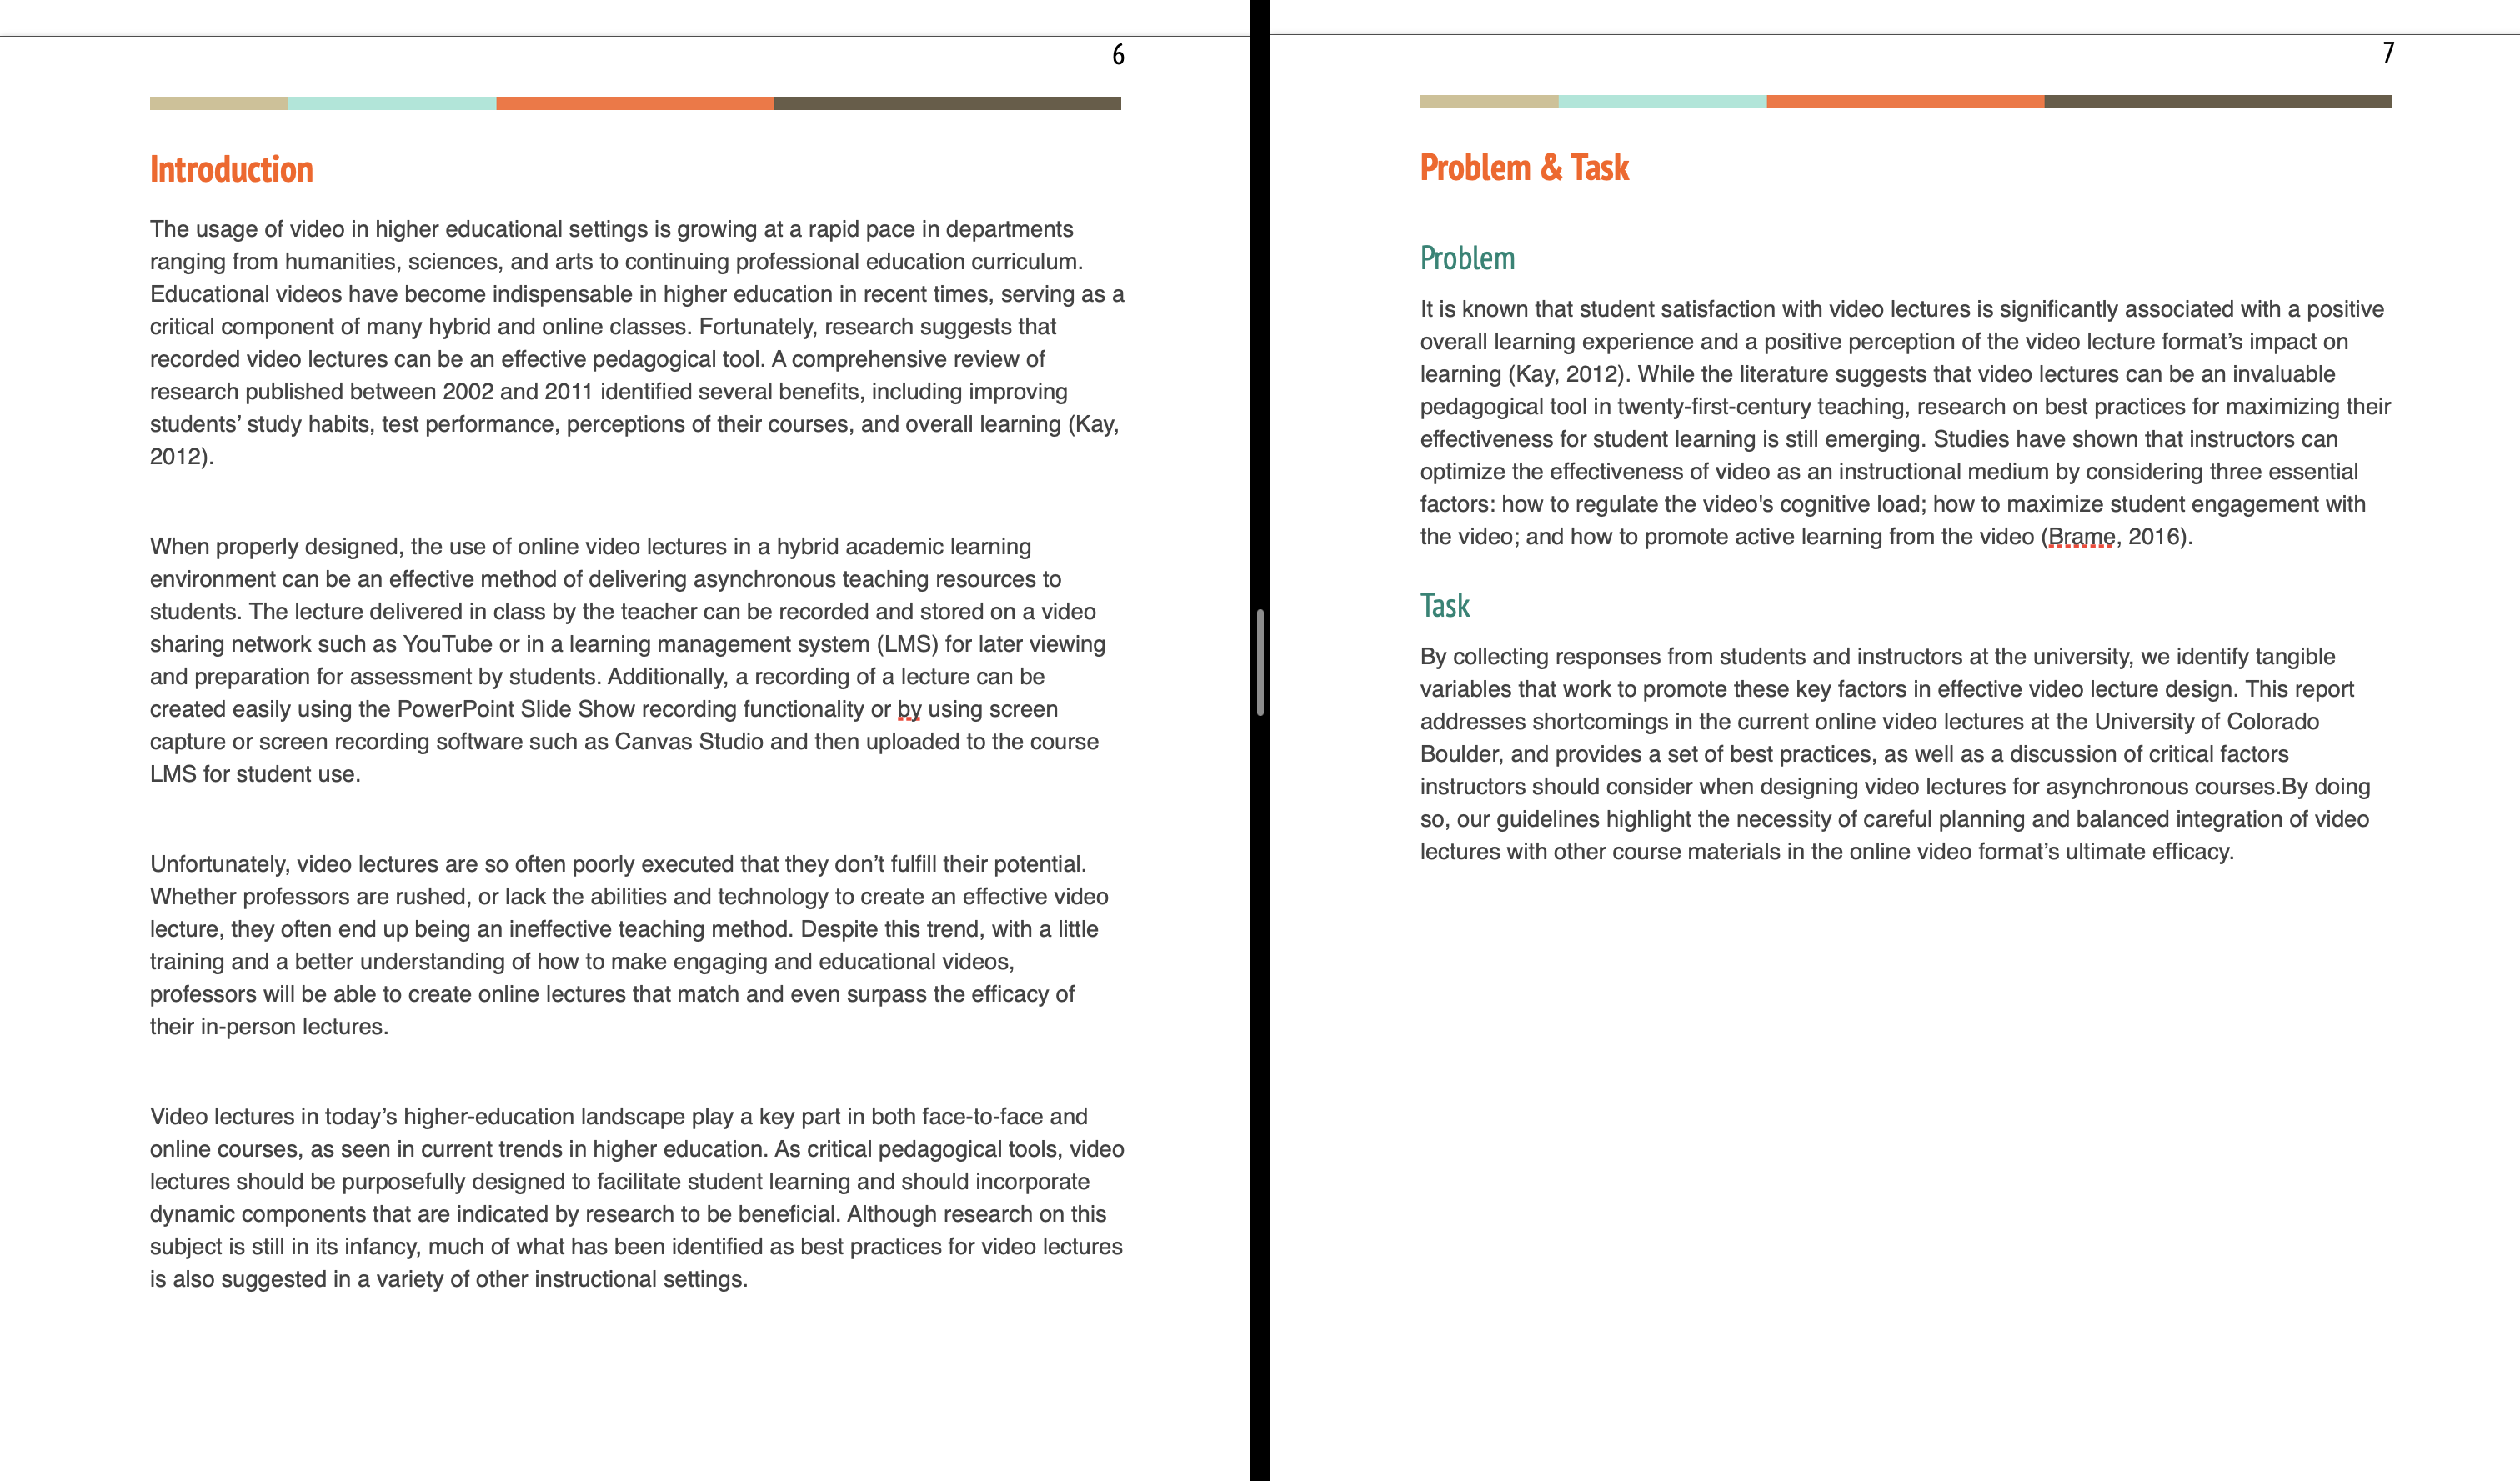 6
Introduction
The usage of video in higher educational settings is growing at a rapid pace in departments
ranging from humanities, sciences, and arts to continuing professional education curriculum.
Educational videos have become indispensable in higher education in recent times, serving as a
critical component of many hybrid and online classes. Fortunately, research suggests that
recorded video lectures can be an effective pedagogical tool. A comprehensive review of
research published between 2002 and 2011 identified several benefits, including improving
students’ study habits, test performance, perceptions of their courses, and overall learning (Kay,
2012).
When properly designed, the use of online video lectures in a hybrid academic learning
environment can be an effective method of delivering asynchronous teaching resources to
students. The lecture delivered in class by the teacher can be recorded and stored on a video
sharing network such as YouTube or in a learning management system (LMS) for later viewing
and preparation for assessment by students. Additionally, a recording of a lecture can be
created easily using the PowerPoint Slide Show recording functionality or by using screen
capture or screen recording software such as Canvas Studio and then uploaded to the course
LMS for student use.
Unfortunately, video lectures are so often poorly executed that they don’t fulfill their potential.
Whether professors are rushed, or lack the abilities and technology to create an effective video
lecture, they often end up being an ineffective teaching method. Despite this trend, with a little
training and a better understanding of how to make engaging and educational videos,
professors will be able to create online lectures that match and even surpass the efficacy of
their in-person lectures.
Video lectures in today’s higher-education landscape play a key part in both face-to-face and
online courses, as seen in current trends in higher education. As critical pedagogical tools, video
lectures should be purposefully designed to facilitate student learning and should incorporate
dynamic components that are indicated by research to be beneficial. Although research on this
subject is still in its infancy, much of what has been identified as best practices for video lectures
is also suggested in a variety of other instructional settings.
7
Problem & Task
Problem
It is known that student satisfaction with video lectures is significantly associated with a positive
overall learning experience and a positive perception of the video lecture format’s impact on
learning (Kay, 2012). While the literature suggests that video lectures can be an invaluable
pedagogical tool in twenty-first-century teaching, research on best practices for maximizing their
effectiveness for student learning is still emerging. Studies have shown that instructors can
optimize the effectiveness of video as an instructional medium by considering three essential
factors: how to regulate the video's cognitive load; how to maximize student engagement with
the video; and how to promote active learning from the video (Brame, 2016).
Task
By collecting responses from students and instructors at the university, we identify tangible
variables that work to promote these key factors in effective video lecture design. This report
addresses shortcomings in the current online video lectures at the University of Colorado
Boulder, and provides a set of best practices, as well as a discussion of critical factors
instructors should consider when designing video lectures for asynchronous courses.By doing
so, our guidelines highlight the necessity of careful planning and balanced integration of video
lectures with other course materials in the online video format’s ultimate efficacy.